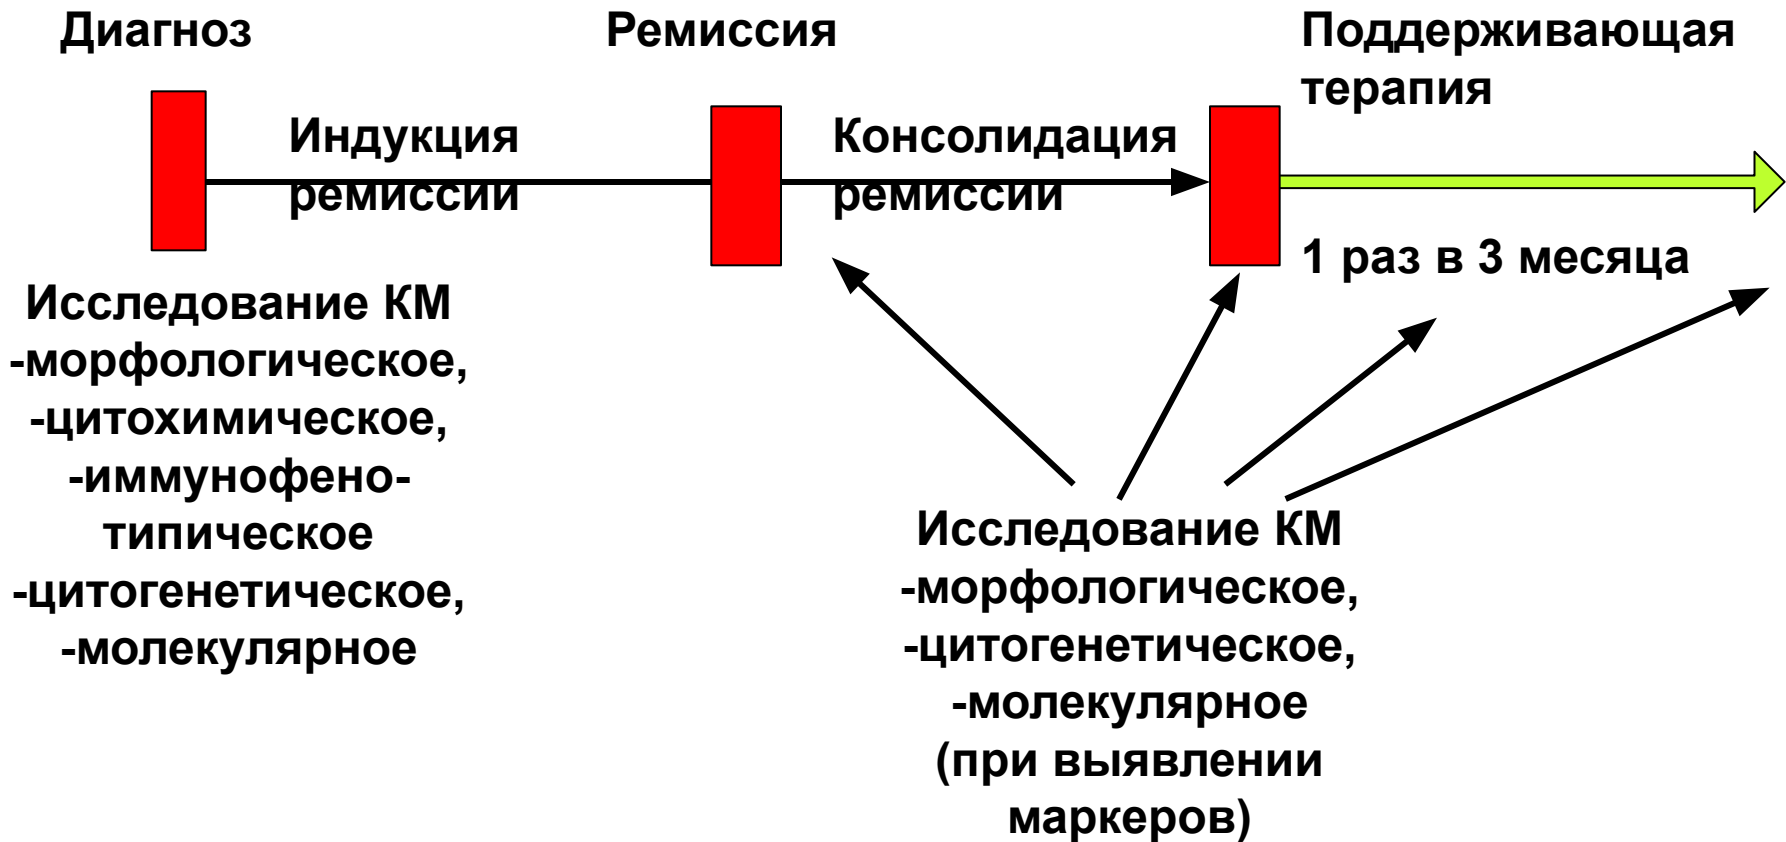 Диагноз
Ремиссия
Поддерживающая
терапия
Индукция
ремиссии
Консолидация
ремиссии
1 раз в 3 месяца
Исследование КМ
-морфологическое,
-цитохимическое,
-иммунофено-
типическое
-цитогенетическое,
-молекулярное
Исследование КМ
-морфологическое,
-цитогенетическое,
-молекулярное
(при выявлении
маркеров)